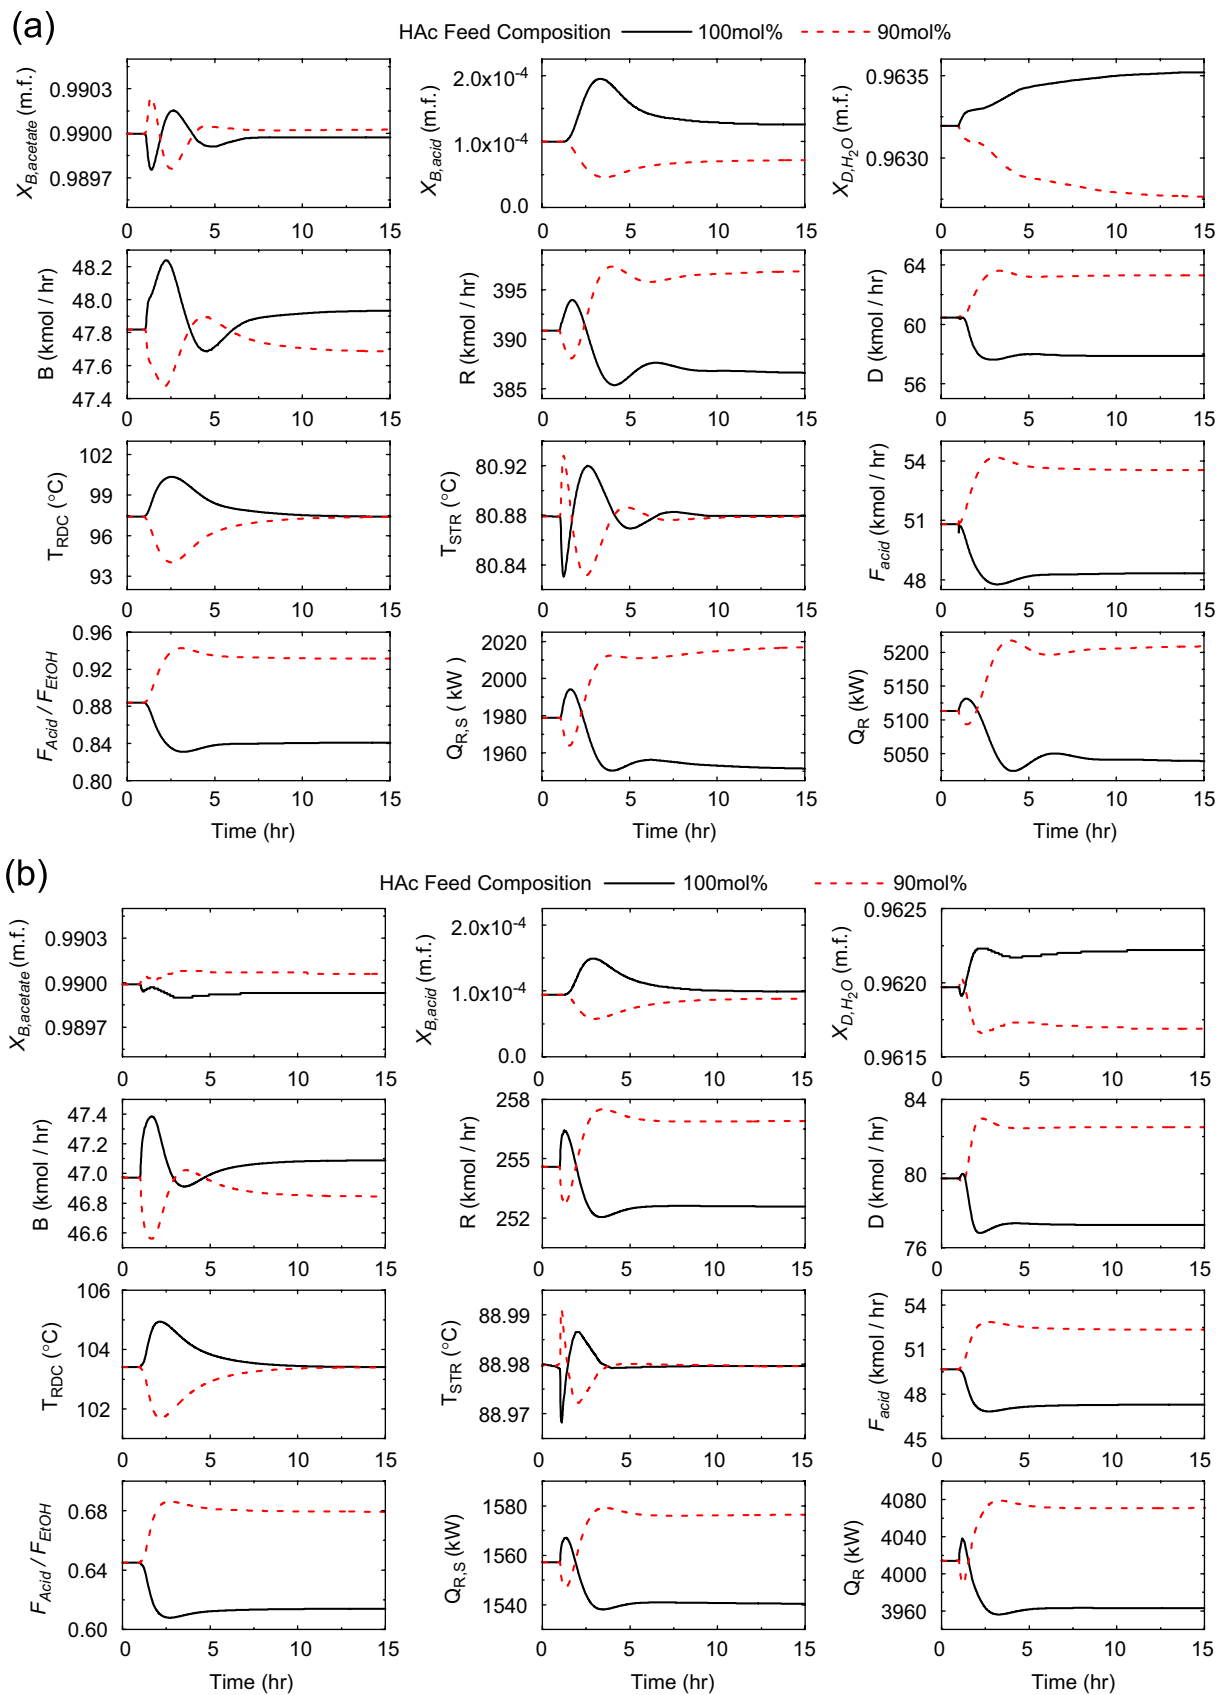 (a)
HAc Feed Composition 100mol% 90mol%
X_B,acetate (m.f.)
0.9903
0.9900
0.9897
0 5 10 15
X_B,acid (m.f.)
2.0x10^-4
1.0x10^-4
0.0
0 5 10 15
X_D,H2O (m.f.)
0.9635
0.9630
0 5 10 15
B (kmol / hr)
48.2
48.0
47.8
47.6
47.4
0 5 10 15
R (kmol / hr)
395
390
385
0 5 10 15
D (kmol / hr)
64
60
56
0 5 10 15
T_RDC (°C)
102
99
96
93
0 5 10 15
T_STR (°C)
80.92
80.88
80.84
0 5 10 15
F_acid (kmol / hr)
54
51
48
0 5 10 15
F_Acid / F_EtOH
0.96
0.92
0.88
0.84
0.80
0 5 10 15
Time (hr)
Q_R,S ( kW )
2020
2000
1980
1960
0 5 10 15
Time (hr)
Q_R (kW)
5200
5150
5100
5050
0 5 10 15
Time (hr)
(b)
HAc Feed Composition 100mol% 90mol%
X_B,acetate (m.f.)
0.9903
0.9900
0.9897
0 5 10 15
X_B,acid (m.f.)
2.0x10^-4
1.0x10^-4
0.0
0 5 10 15
X_D,H2O (m.f.)
0.9625
0.9620
0.9615
0 5 10 15
B (kmol / hr)
47.4
47.2
47.0
46.8
46.6
0 5 10 15
R (kmol / hr)
258
255
252
0 5 10 15
D (kmol / hr)
84
80
76
0 5 10 15
T_RDC (°C)
106
104
102
0 5 10 15
T_STR (°C)
88.99
88.98
88.97
0 5 10 15
F_acid (kmol / hr)
54
51
48
45
0 5 10 15
F_Acid / F_EtOH
0.68
0.64
0.60
0 5 10 15
Time (hr)
Q_R,S (kW)
1580
1560
1540
0 5 10 15
Time (hr)
Q_R (kW)
4080
4040
4000
3960
0 5 10 15
Time (hr)